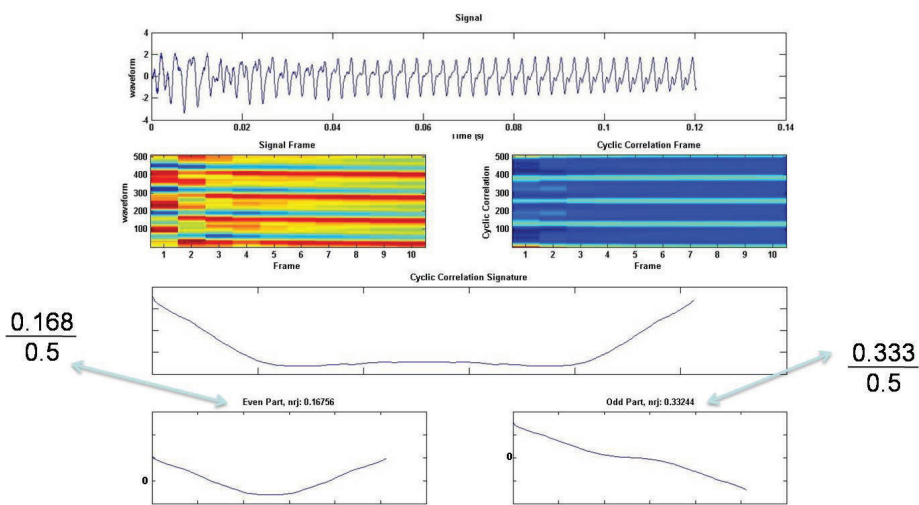 Signal
waveform
4
2
0
-2
-4
0
0.02
0.04
0.06
0.08
0.1
0.12
0.14
Time (s)
Signal Frame
waveform
500
400
300
200
100
1 2 3 4 5 6 7 8 9 10
Frame
Cyclic Correlation Frame
Cyclic Correlation
500
400
300
200
100
1 2 3 4 5 6 7 8 9 10
Frame
Cyclic Correlation Signature
0.168
0.5
0.333
0.5
Even Part, nrj: 0.16756
0
Odd Part, nrj: 0.33244
0